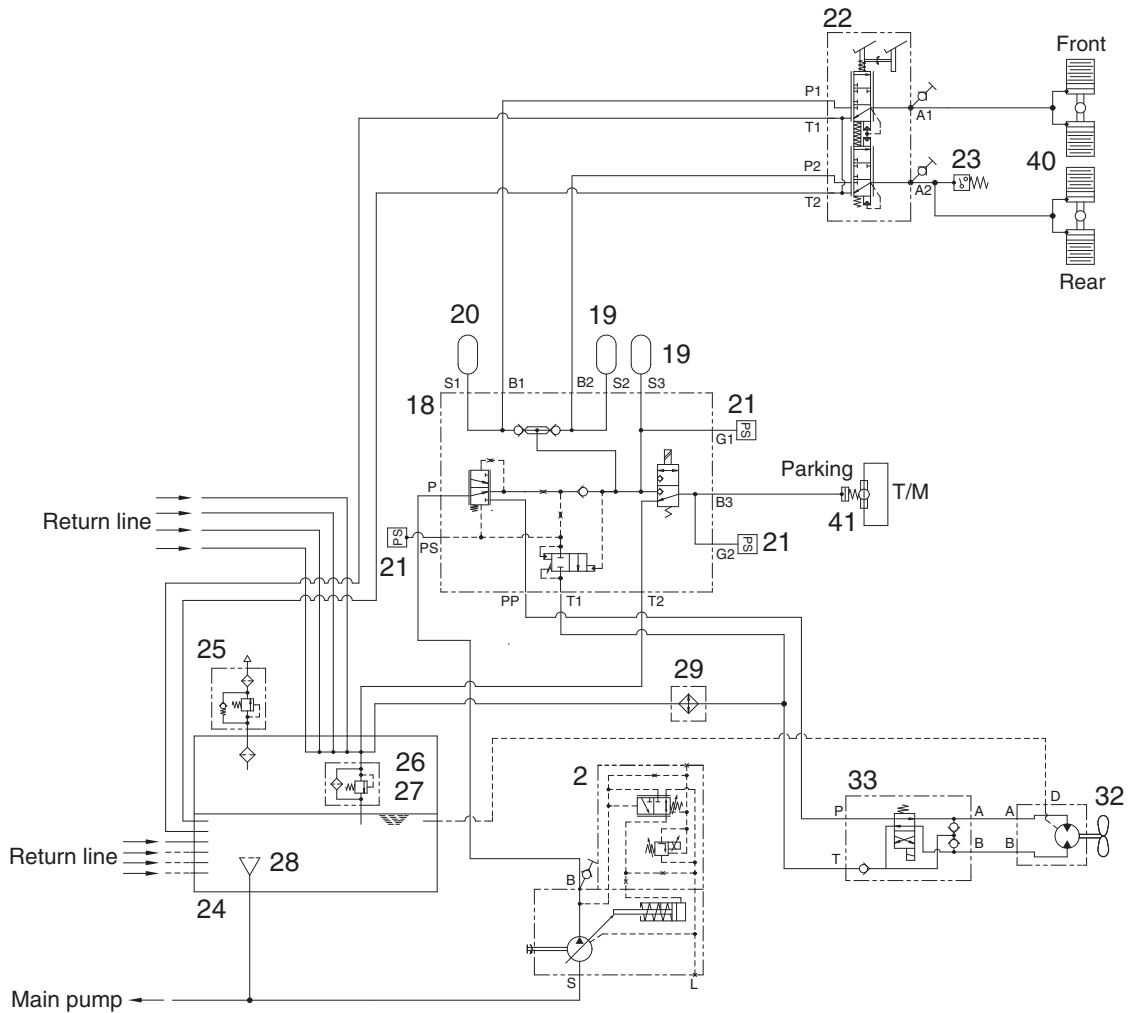 22
Front
P1
T1
A1
23
40
P2
T2
A2
Rear
20
19
19
S1
B1
B2
S2
S3
18
21
PS
G1
P
Parking
T/M
B3
41
Return line
PS
21
PS
PS
21
G2
PP
T1
T2
25
29
26
27
2
33
D
32
P
A
A
B
B
T
Return line
28
24
B
S
L
Main pump